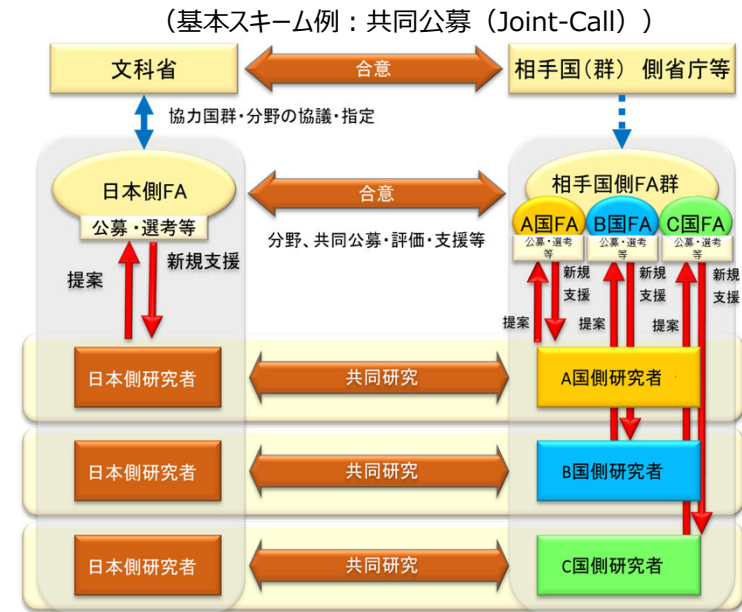 （基本スキーム例：共同公募（Joint-Call））
文科省
合意
相手国（群） 側省庁等
協力国群・分野の協議・指定
日本側FA
合意
相手国側FA群
公募・選考等
分野、共同公募・評価・支援等
A国FA
B国FA
C国FA
公募・選考
等
公募・選考
等
公募・選考
等
提案
新規支援
新規
支援
新規
支援
新規
支援
提案
提案
提案
日本側研究者
共同研究
A国側研究者
日本側研究者
共同研究
B国側研究者
日本側研究者
共同研究
C国側研究者